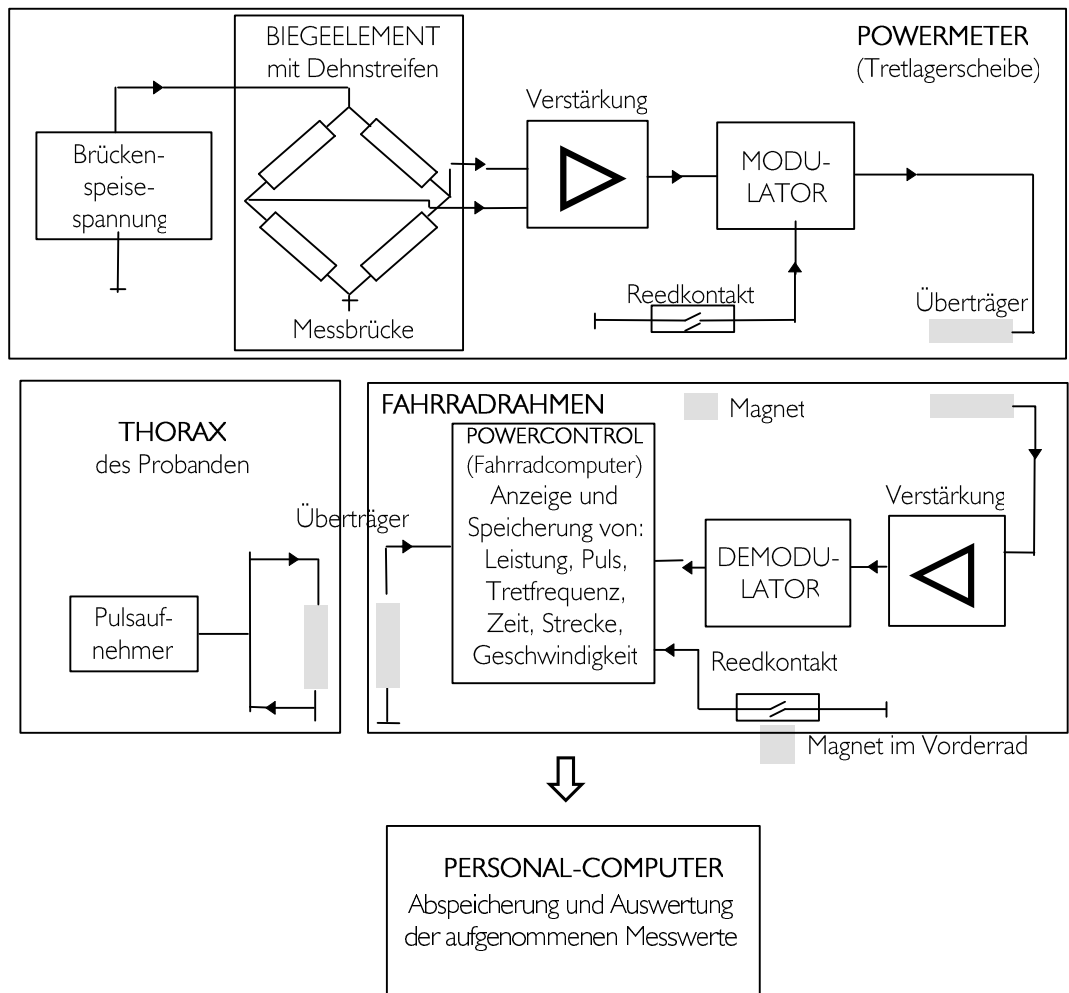 BIEGEELEMENT
mit Dehnstreifen
POWERMETER
(Tretlagerscheibe)
Verstärkung
Brücken-
speise-
spannung
MODU-
LATOR
Reedkontakt
Überträger
Messbrücke
THORAX
des Probanden
Überträger
Pulsauf-
nehmer
FAHRRADRAHMEN
Magnet
POWERCONTROL
(Fahrradcomputer)
Anzeige und
Speicherung von:
Leistung, Puls,
Tretfrequenz,
Zeit, Strecke,
Geschwindigkeit
Verstärkung
DEMODU-
LATOR
Reedkontakt
Magnet im Vorderrad
PERSONAL-COMPUTER
Abspeicherung und Auswertung
der aufgenommenen Messwerte